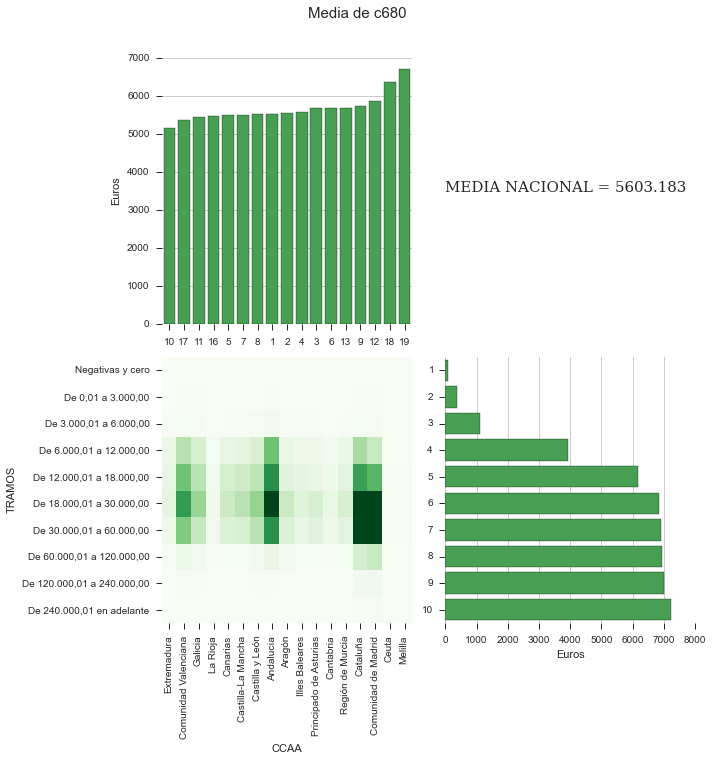 Media de c680
7000
6000
5000
4000
3000
2000
1000
0
Euros
10 17 11 16 5 7 8 1 2 4 3 6 13 9 12 18 19
MEDIA NACIONAL = 5603.183
Negativas y cero
De 0,01 a 3.000,00
De 3.000,01 a 6.000,00
De 6.000,01 a 12.000,00
De 12.000,01 a 18.000,00
De 18.000,01 a 30.000,00
De 30.000,01 a 60.000,00
De 60.000,01 a 120.000,00
De 120.000,01 a 240.000,00
De 240.000,01 en adelante
TRAMOS
Extremadura
Comunidad Valenciana
Galicia
La Rioja
Canarias
Castilla-La Mancha
Castilla y León
Andalucia
Aragón
Illes Baleares
Principado de Asturias
Cantabria
Región de Murcia
Cataluña
Comunidad de Madrid
Ceuta
Melilla
CCAA
1
2
3
4
5
6
7
8
9
10
0 1000 2000 3000 4000 5000 6000 7000 8000
Euros